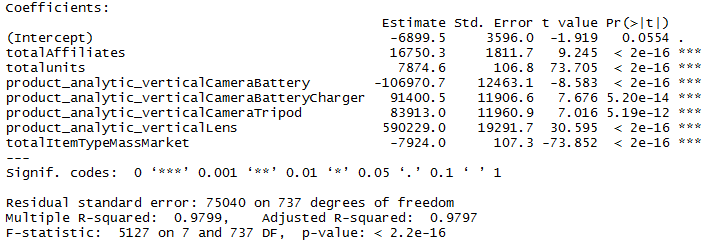 Coefficients:
Estimate Std. Error t value Pr(>|t|)
(Intercept) -6899.5 3596.0 -1.919 0.0554 .
totalAffiliates 16750.3 1811.7 9.245 < 2e-16 ***
totalunits 7874.6 106.8 73.705 < 2e-16 ***
product_analytic_verticalCameraBattery -106970.7 12463.1 -8.583 < 2e-16 ***
product_analytic_verticalCameraBatteryCharger 91400.5 11906.6 7.676 5.20e-14 ***
product_analytic_verticalCameraTripod 83913.0 11960.9 7.016 5.19e-12 ***
product_analytic_verticalLens 590229.0 19291.7 30.595 < 2e-16 ***
totalItemTypeMassMarket -7924.0 107.3 -73.852 < 2e-16 ***
---
Signif. codes: 0 ‘***’ 0.001 ‘**’ 0.01 ‘*’ 0.05 ‘.’ 0.1 ‘ ’ 1
Residual standard error: 75040 on 737 degrees of freedom
Multiple R-squared: 0.9799, Adjusted R-squared: 0.9797
F-statistic: 5127 on 7 and 737 DF, p-value: < 2.2e-16